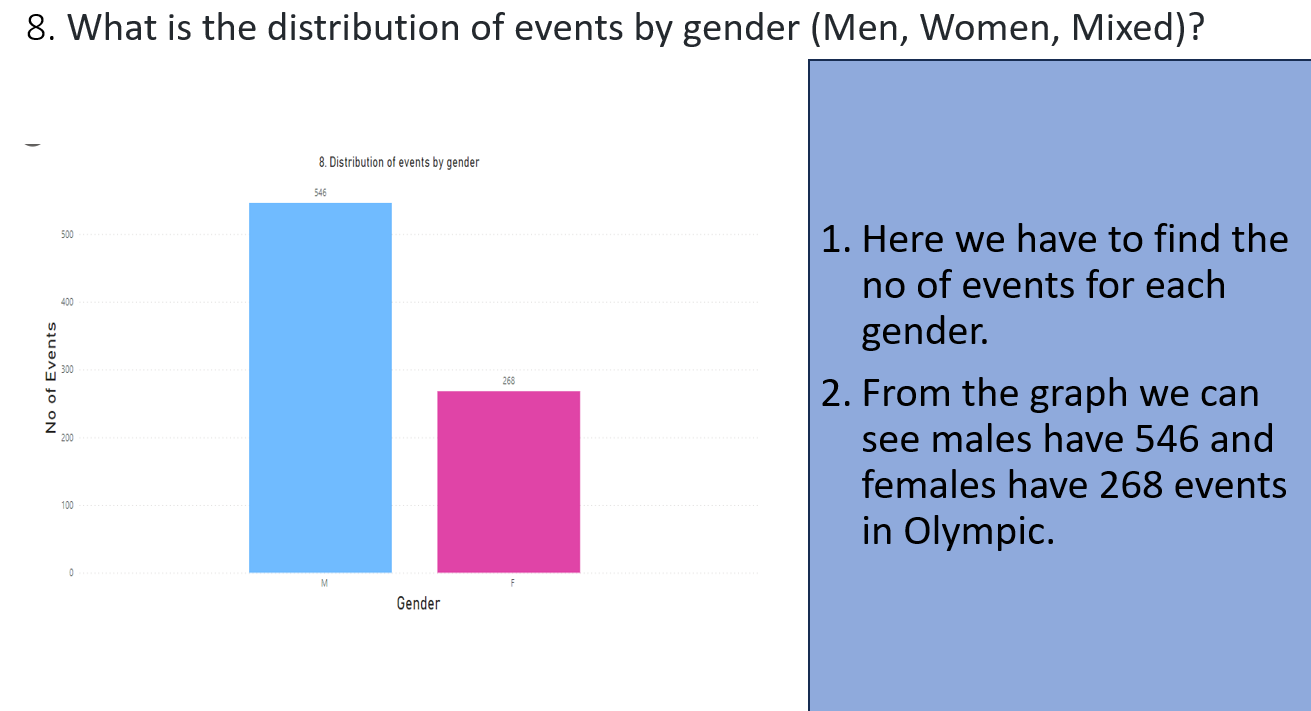 8. What is the distribution of events by gender (Men, Women, Mixed)?
8. Distribution of events by gender
546
500
400
300
268
200
100
0
No of Events
M
F
Gender
1. Here we have to find the
no of events for each
gender.
2. From the graph we can
see males have 546 and
females have 268 events
in Olympic.